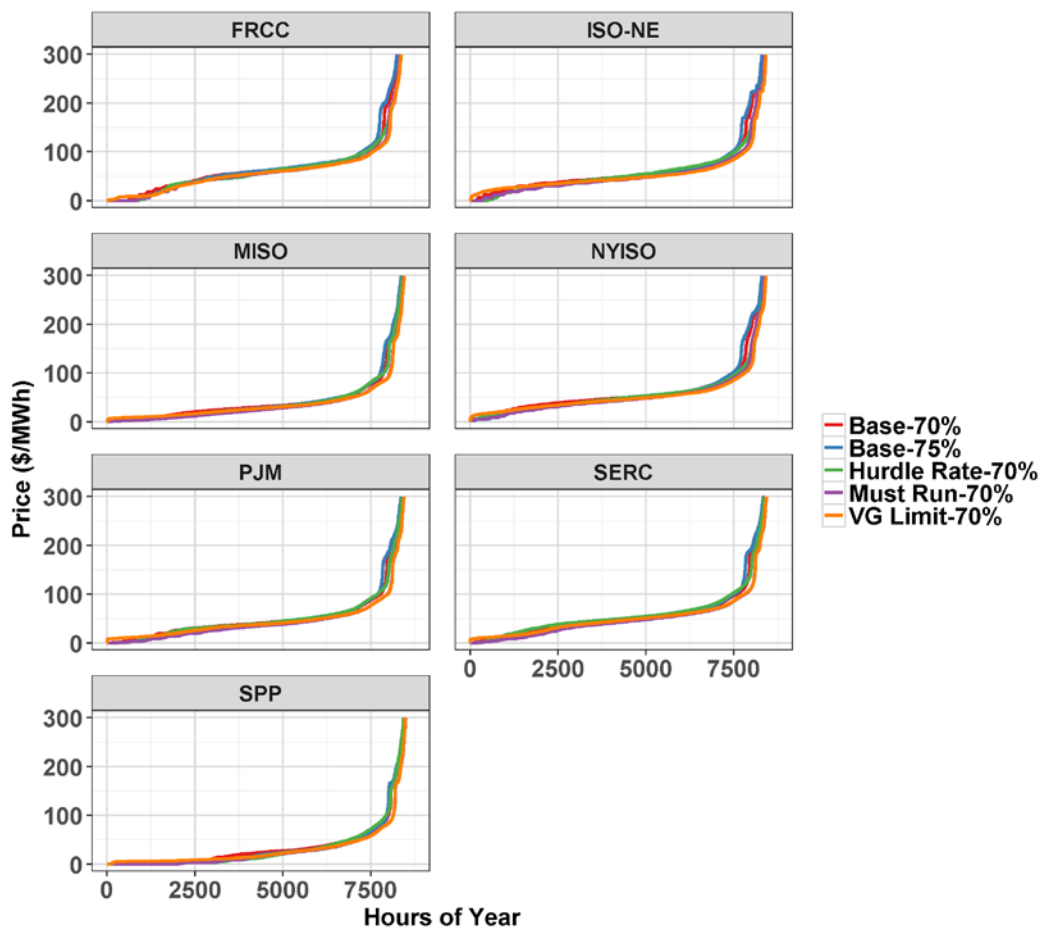 FRCC
ISO-NE
300
200
100
0
MISO
NYISO
300
200
100
0
PJM
SERC
300
200
100
0
0
2500
5000
7500
SPP
300
200
100
0
0
2500
5000
7500
Hours of Year
Price ($/MWh)
Base-70%
Base-75%
Hurdle Rate-70%
Must Run-70%
VG Limit-70%